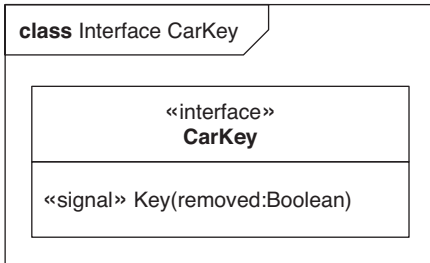 class Interface CarKey
«interface»
CarKey
«signal» Key(removed:Boolean)